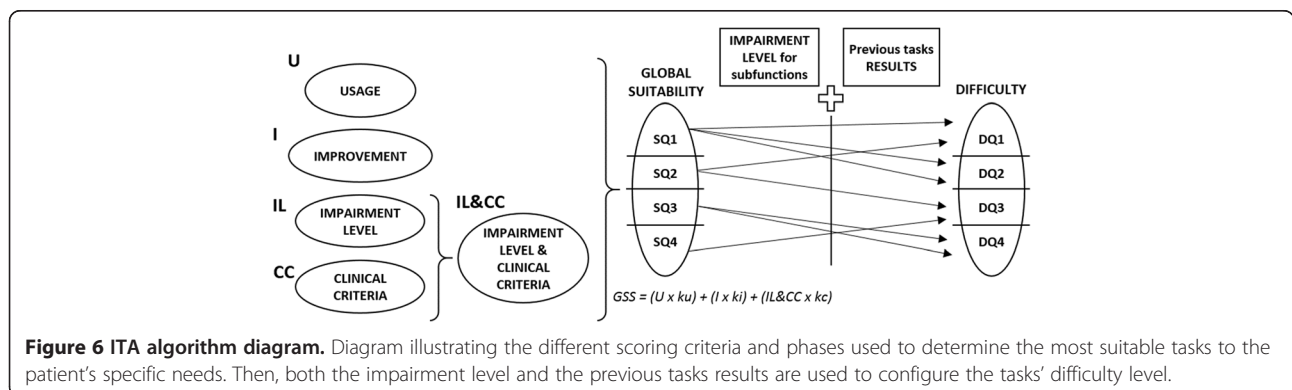 U
USAGE
I
IMPROVEMENT
IL
IMPAIRMENT
LEVEL
CC
CLINICAL
CRITERIA
IL&CC
IMPAIRMENT
LEVEL &
CLINICAL
CRITERIA
GLOBAL
SUITABILITY
SQ1
SQ2
SQ3
SQ4
IMPAIRMENT
LEVEL for
subfunctions
Previous tasks
RESULTS
DIFFICULTY
DQ1
DQ2
DQ3
DQ4
GSS = (U x ku) + (I x ki) + (IL&CC x kc)
Figure 6 ITA algorithm diagram. Diagram illustrating the different scoring criteria and phases used to determine the most suitable tasks to the
patient's specific needs. Then, both the impairment level and the previous tasks results are used to configure the tasks' difficulty level.